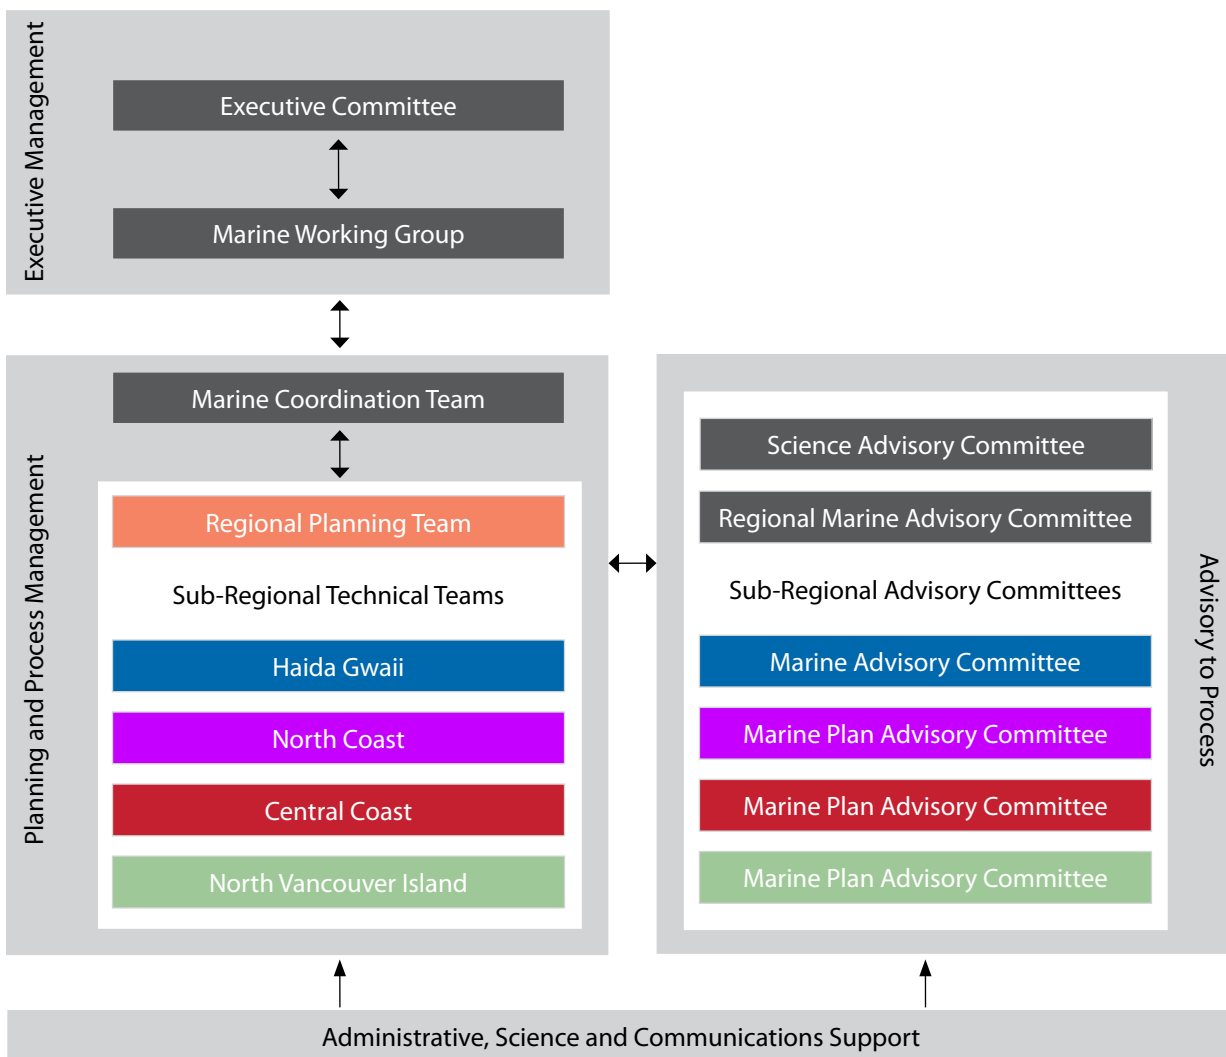 Executive Management
Executive Committee
Marine Working Group
Planning and Process Management
Marine Coordination Team
Regional Planning Team
Sub-Regional Technical Teams
Haida Gwaii
North Coast
Central Coast
North Vancouver Island
Science Advisory Committee
Regional Marine Advisory Committee
Sub-Regional Advisory Committees
Marine Advisory Committee
Marine Plan Advisory Committee
Marine Plan Advisory Committee
Marine Plan Advisory Committee
Advisory to Process
Administrative, Science and Communications Support